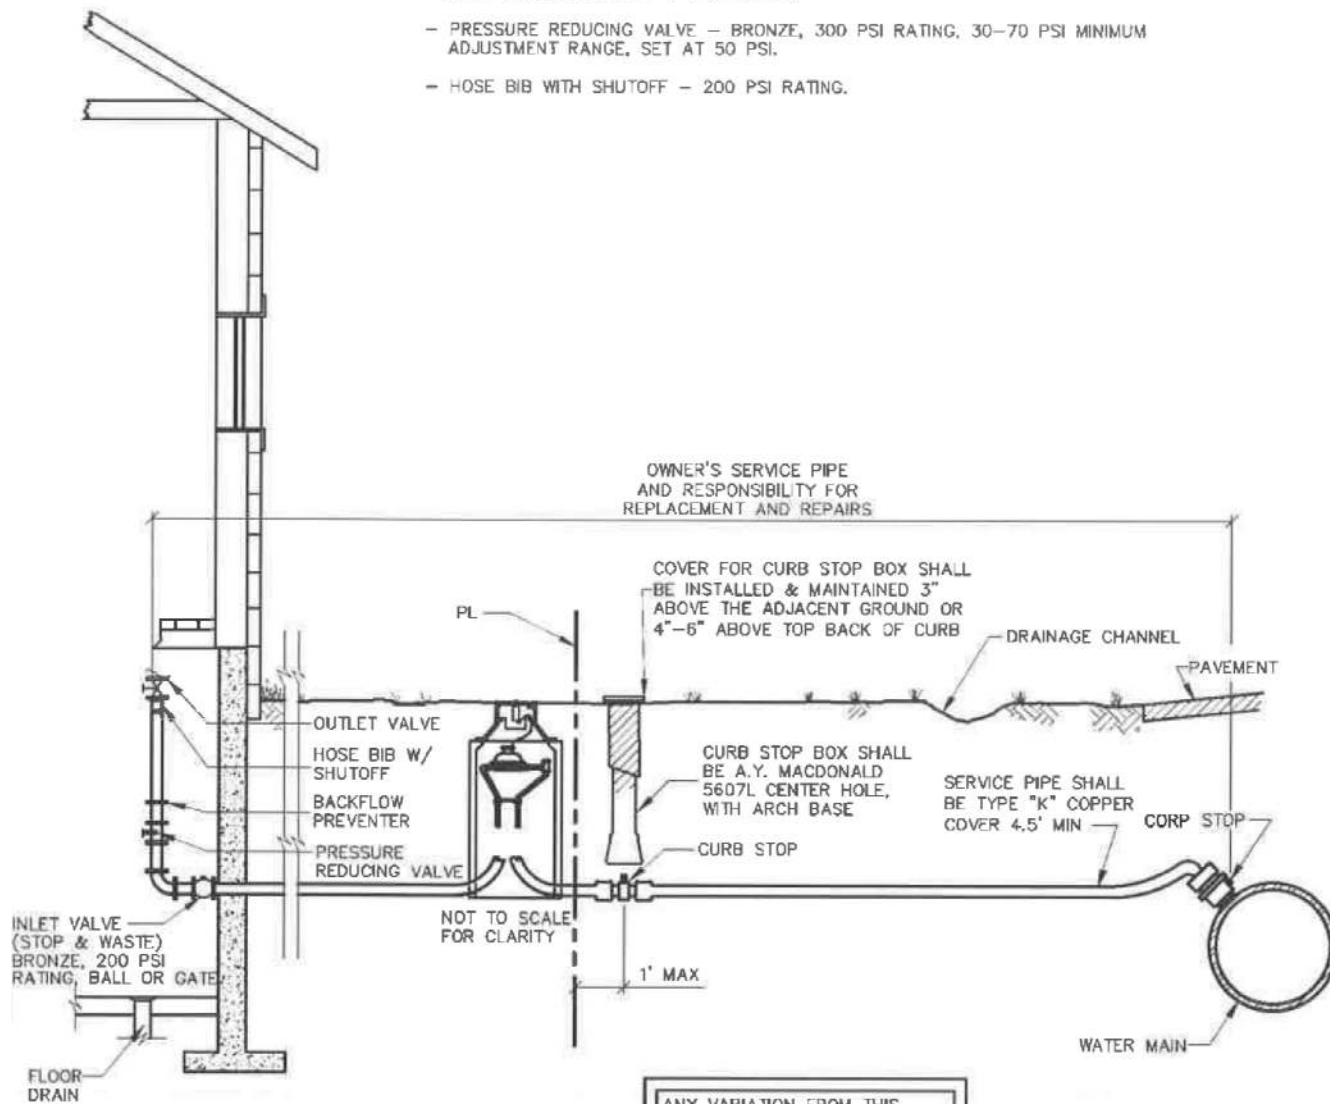 - PRESSURE REDUCING VALVE - BRONZE, 300 PSI RATING, 30-70 PSI MINIMUM
ADJUSTMENT RANGE, SET AT 50 PSI.
- HOSE BIB WITH SHUTOFF - 200 PSI RATING.
OWNER'S SERVICE PIPE
AND RESPONSIBILITY FOR
REPLACEMENT AND REPAIRS
COVER FOR CURB STOP BOX SHALL
BE INSTALLED & MAINTAINED 3"
ABOVE THE ADJACENT GROUND OR
4"-6" ABOVE TOP BACK OF CURB
PL
DRAINAGE CHANNEL
PAVEMENT
OUTLET VALVE
HOSE BIB W/
SHUTOFF
BACKFLOW
PREVENTER
PRESSURE
REDUCING VALVE
CURB STOP BOX SHALL
BE A.Y. MACDONALD
5607L CENTER HOLE,
WITH ARCH BASE
SERVICE PIPE SHALL
BE TYPE "K" COPPER
COVER 4.5' MIN
CORP STOP
CURB STOP
INLET VALVE
(STOP & WASTE)
BRONZE, 200 PSI
RATING, BALL OR GATE
NOT TO SCALE
FOR CLARITY
1' MAX
WATER MAIN
FLOOR
DRAIN
ANY VARIATION FROM THIS